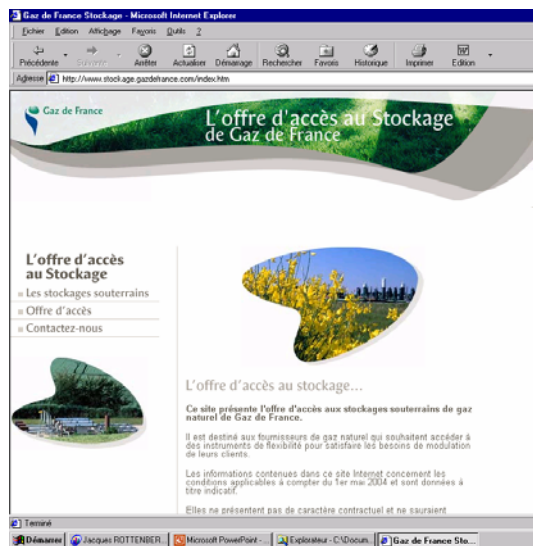 Gaz de France Stockage - Microsoft Internet Explorer
Fichier Edition Affichage Favoris Outils ?
Précédente Suivante Arrêter Actualiser Démarrage Rechercher Favoris Historique Imprimer Edition
Adresse http://www.stockage.gazdefrance.com/index.htm
Gaz de France
L'offre d'accès au Stockage
de Gaz de France
L'offre d'accès
au Stockage
Les stockages souterrains
Offre d'accès
Contactez-nous
L'offre d'accès au stockage...
Ce site présente l'offre d'accès aux stockages souterrains de gaz
naturel de Gaz de France.
Il est destiné aux fournisseurs de gaz naturel qui souhaitent accéder à
des instruments de flexibilité pour satisfaire les besoins de modulation
de leurs clients.
Les informations contenues dans ce site Internet concernent les
conditions applicables à compter du 1er mai 2004 et sont données à
titre indicatif.
Elles ne présentent pas de caractère contractuel et ne sauraient
Terminé
Démarrer Jacques ROTTENBER... Microsoft PowerPoint - ... Explorateur - C:\Docum... Gaz de France Sto...